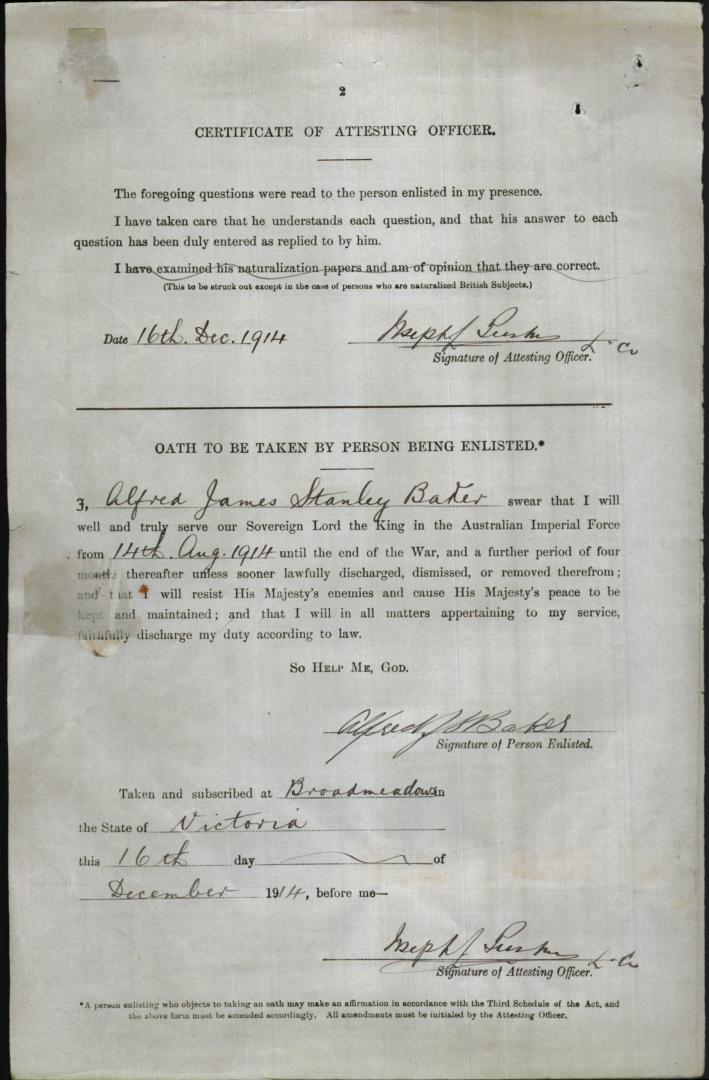 2
CERTIFICATE OF ATTESTING OFFICER.
The foregoing questions were read to the person enlisted in my presence.
I have taken care that he understands each question, and that his answer to each
question has been duly entered as replied to by him.
I have examined his naturalization papers and am of opinion that they are correct.
(This to be struck out except in the case of persons who are naturalized British Subjects.)
Date 16th. Dec. 1914 Joseph J
Signature of Attesting Officer.
OATH TO BE TAKEN BY PERSON BEING ENLISTED.*
I, Alfred James Stanley Baker swear that I will
well and truly serve our Sovereign Lord the King in the Australian Imperial Force
from 14th. Aug. 1914 until the end of the War, and a further period of four
months thereafter unless sooner lawfully discharged, dismissed, or removed therefrom;
and that I will resist His Majesty's enemies and cause His Majesty's peace to be
kept and maintained; and that I will in all matters appertaining to my service,
faithfully discharge my duty according to law.
SO HELP ME, GOD.
Alfred J S Baker
Signature of Person Enlisted.
Taken and subscribed at Broadmeadows in
the State of Victoria
this 16th day of
December 1914, before me—
Joseph J
Signature of Attesting Officer.
*A person enlisting who objects to taking an oath may make an affirmation in accordance with the Third Schedule of the Act, and
the above form must be amended accordingly. All amendments must be initialed by the Attesting Officer.